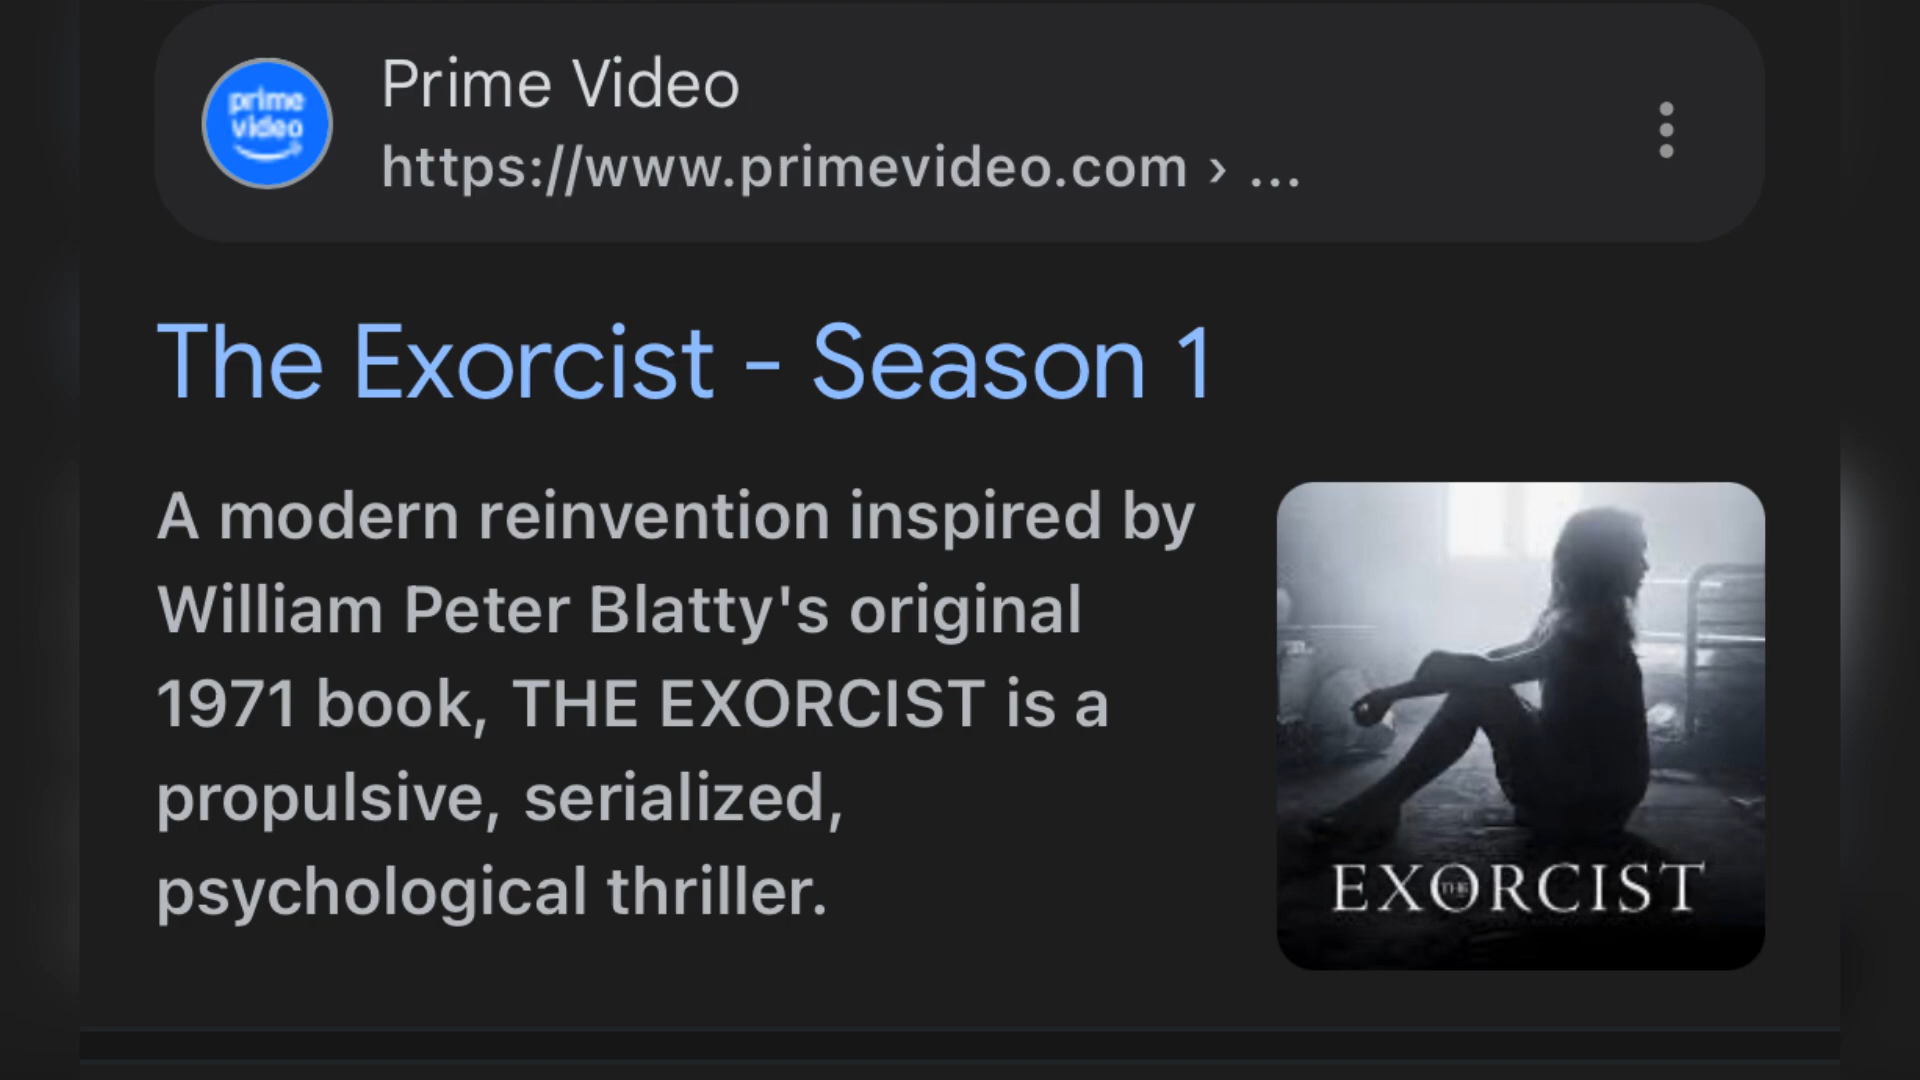 prime
video
Prime Video
https://www.primevideo.com › ...
The Exorcist - Season 1
A modern reinvention inspired by
William Peter Blatty's original
1971 book, THE EXORCIST is a
propulsive, serialized,
psychological thriller.
THE
EXORCIST